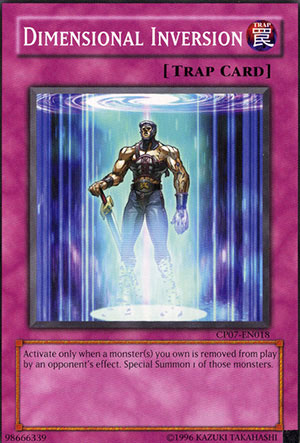 DIMENSIONAL INVERSION
TRAP
罠
[TRAP CARD]
CP07-EN018
Activate only when a monster(s) you own is removed from play
by an opponent's effect. Special Summon 1 of those monsters.
98666339
©1996 KAZUKI TAKAHASHI